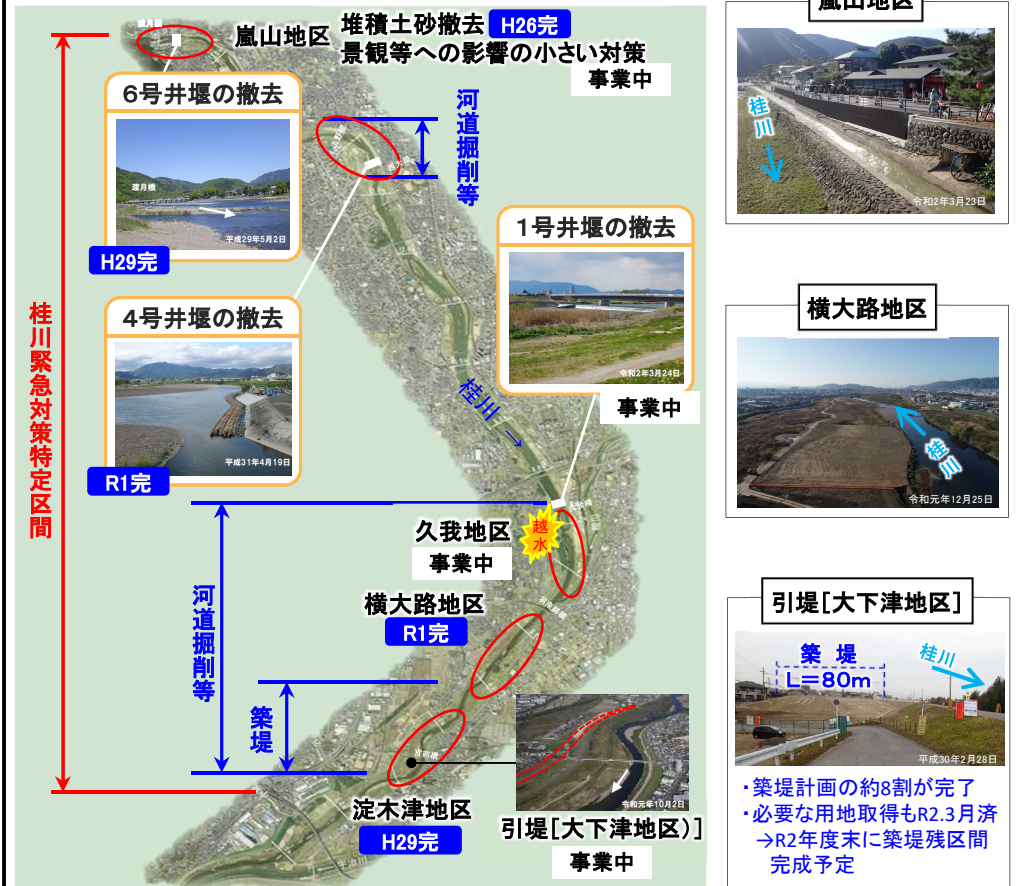 嵐山地区
堆積土砂撤去 H26完
景観等への影響の小さい対策
事業中
6号井堰の撤去
渡月橋
平成29年5月2日
H29完
河道掘削等
1号井堰の撤去
令和2年3月24日
事業中
4号井堰の撤去
平成31年4月19日
R1完
桂川緊急対策特定区間
桂川→
久我橋
越水
久我地区
事業中
河道掘削等
横大路地区
R1完
築堤
宮前橋
淀木津地区
H29完
宇治川
令和元年10月2日
引堤[大下津地区)]
事業中
嵐山地区
桂川
令和2年3月23日
横大路地区
桂川
令和元年12月25日
引堤[大下津地区]
築堤
L=80m
桂川
平成30年2月28日
・築堤計画の約8割が完了
・必要な用地取得もR2.3月済
→R2年度末に築堤残区間
完成予定